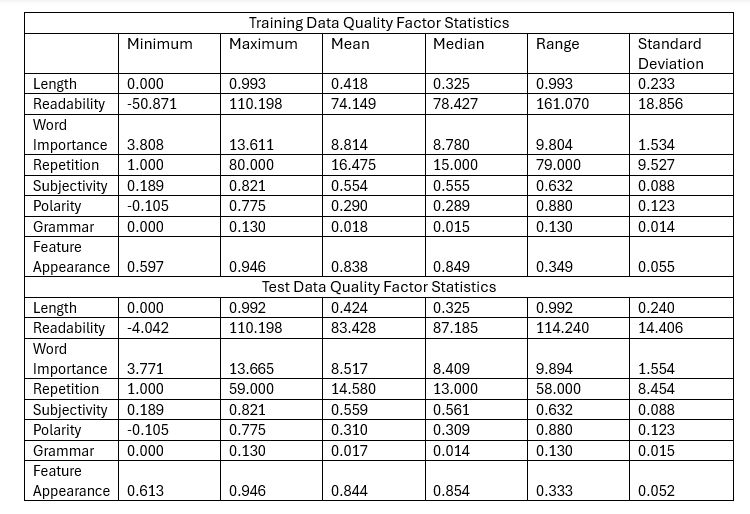 Training Data Quality Factor Statistics
Minimum Maximum Mean Median Range Standard Deviation
Length 0.000 0.993 0.418 0.325 0.993 0.233
Readability -50.871 110.198 74.149 78.427 161.070 18.856
Word Importance 3.808 13.611 8.814 8.780 9.804 1.534
Repetition 1.000 80.000 16.475 15.000 79.000 9.527
Subjectivity 0.189 0.821 0.554 0.555 0.632 0.088
Polarity -0.105 0.775 0.290 0.289 0.880 0.123
Grammar 0.000 0.130 0.018 0.015 0.130 0.014
Feature Appearance 0.597 0.946 0.838 0.849 0.349 0.055
Test Data Quality Factor Statistics
Length 0.000 0.992 0.424 0.325 0.992 0.240
Readability -4.042 110.198 83.428 87.185 114.240 14.406
Word Importance 3.771 13.665 8.517 8.409 9.894 1.554
Repetition 1.000 59.000 14.580 13.000 58.000 8.454
Subjectivity 0.189 0.821 0.559 0.561 0.632 0.088
Polarity -0.105 0.775 0.310 0.309 0.880 0.123
Grammar 0.000 0.130 0.017 0.014 0.130 0.015
Feature Appearance 0.613 0.946 0.844 0.854 0.333 0.052